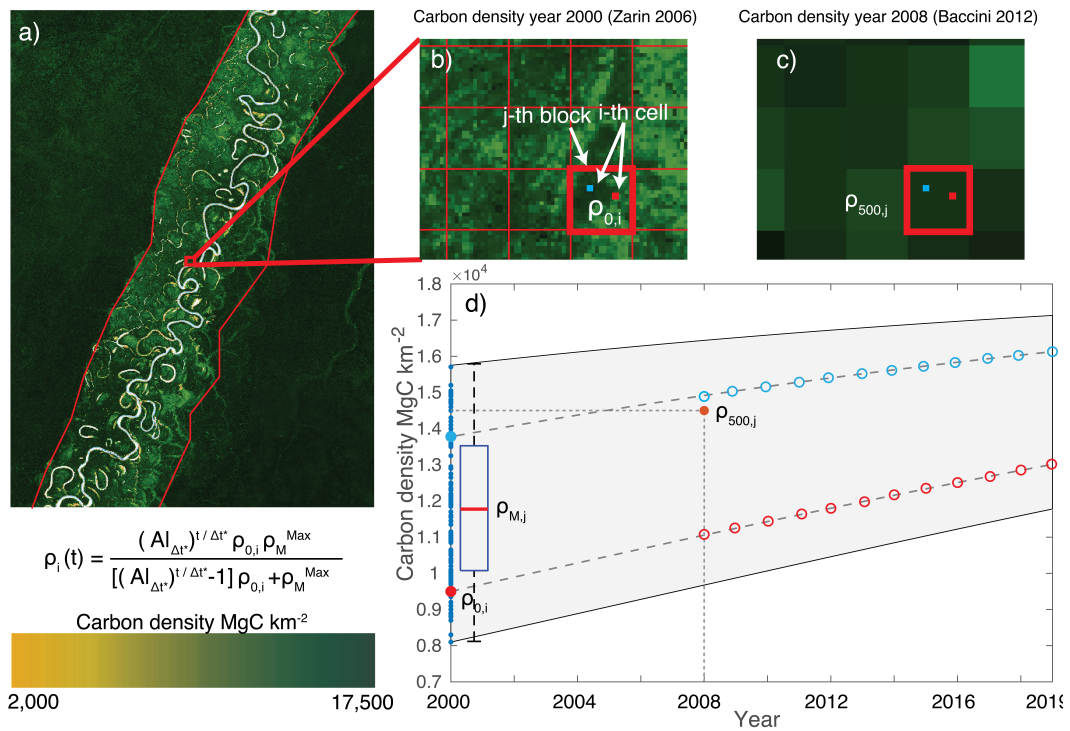 Carbon density year 2000 (Zarin 2006)
Carbon density year 2008 (Baccini 2012)
a)
b)
j-th block
i-th cell
ρ0,i
c)
ρ500,j
ρi (t) = (AlΔt*)^t / Δt* ρ0,i ρM^Max / [(AlΔt*)^t / Δt*-1] ρ0,i +ρM^Max
Carbon density MgC km-2
2,000
17,500
×10^4
d)
1.8
1.7
1.6
1.5
1.4
1.3
1.2
1.1
1
0.9
0.8
0.7
Carbon density MgC km-2
ρ500,j
ρM,j
ρ0,i
2000
2004
2008
2012
2016
2019
Year